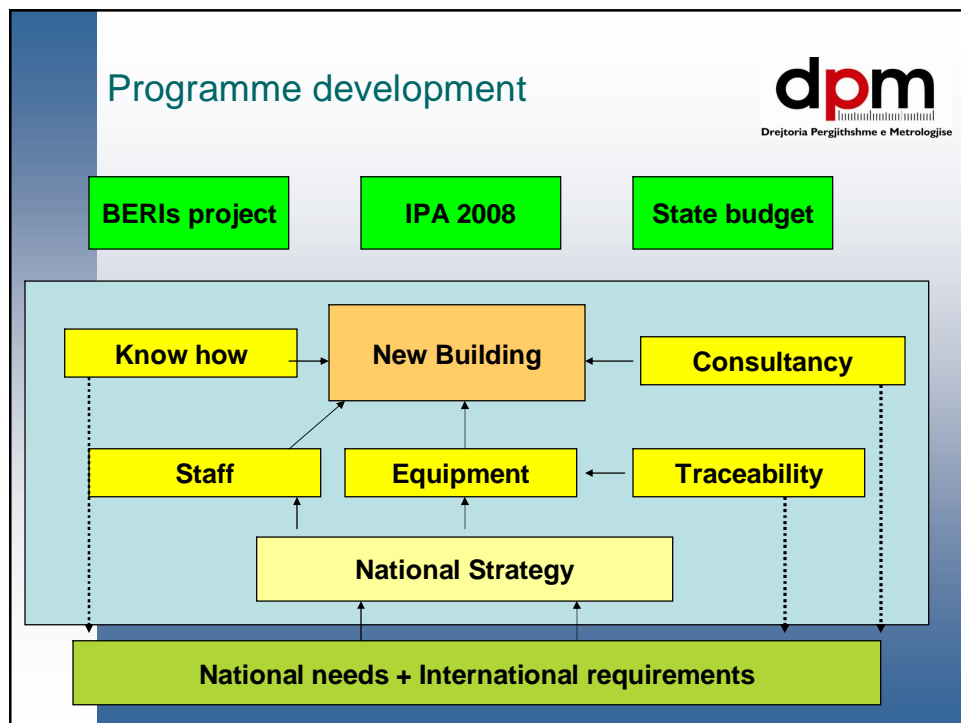 Programme development
dpm
Drejtoria Pergjithshme e Metrologjise
BERIs project
IPA 2008
State budget
Know how
New Building
Consultancy
Staff
Equipment
Traceability
National Strategy
National needs + International requirements